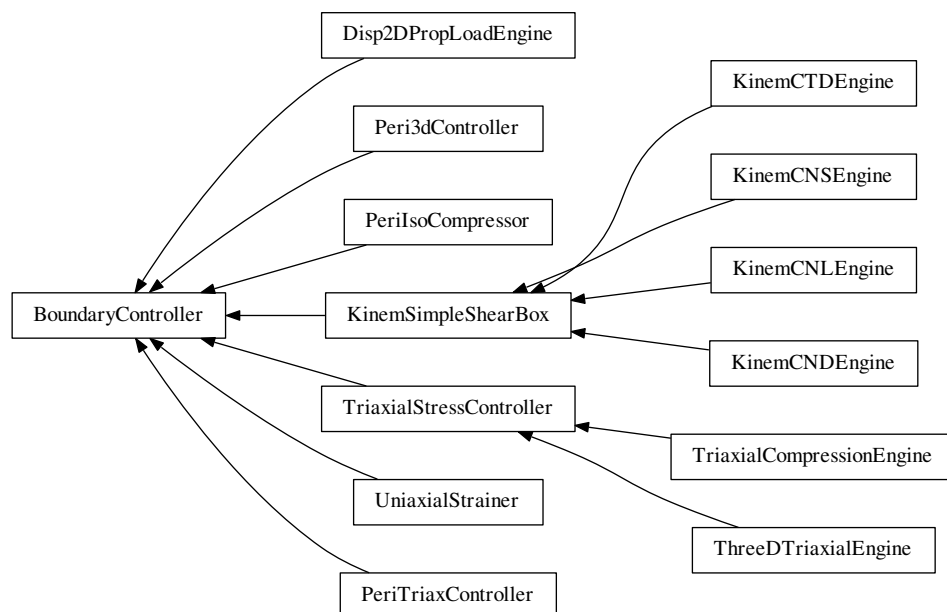 Disp2DPropLoadEngine
KinemCTDEngine
Peri3dController
KinemCNSEngine
PeriIsoCompressor
KinemCNLEngine
BoundaryController
KinemSimpleShearBox
KinemCNDEngine
TriaxialStressController
TriaxialCompressionEngine
UniaxialStrainer
ThreeDTriaxialEngine
PeriTriaxController